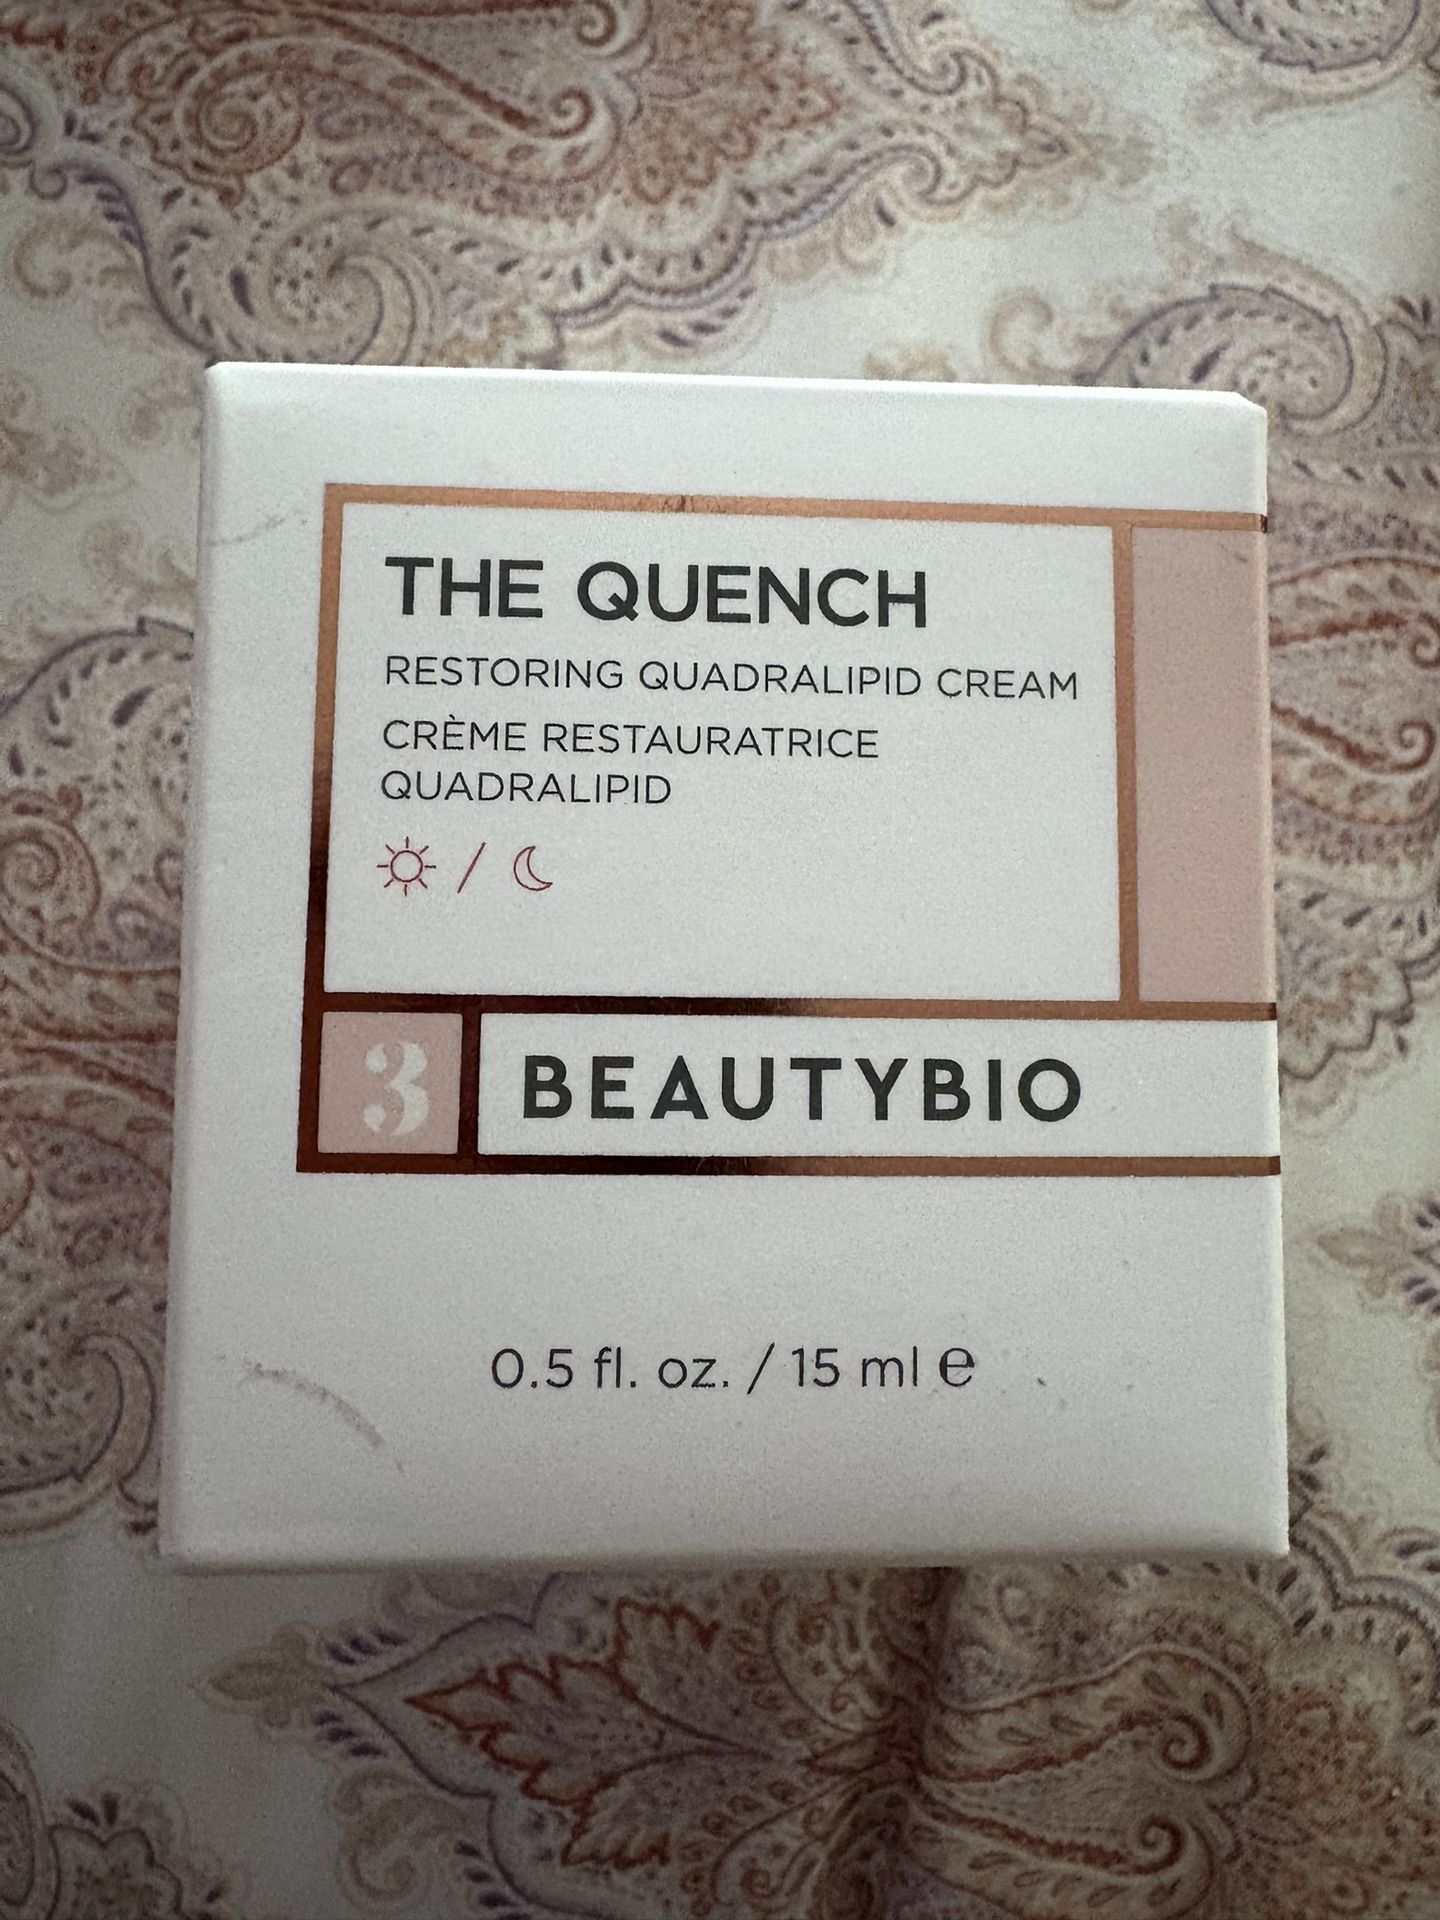 THE QUENCH
RESTORING QUADRALIPID CREAM
CRÈME RESTAURATRICE
QUADRALIPID
/
3 BEAUTYBIO
0.5 fl. oz. / 15 ml ℮